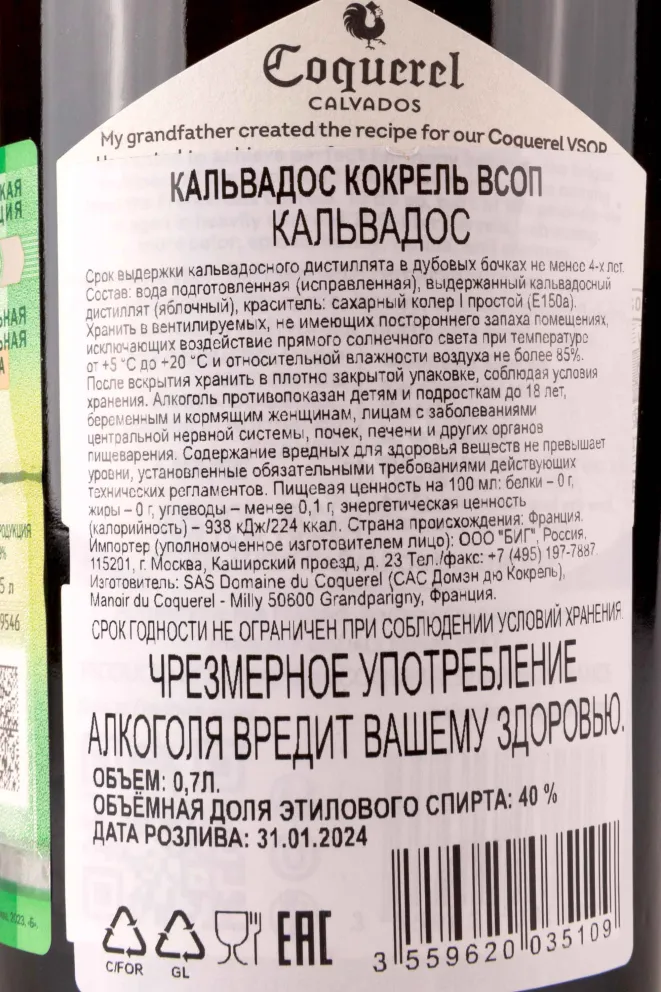 Coquerel
CALVADOS
My grandfather created the recipe for our Coquerel VSOP
КАЛЬВАДОС КОКРЕЛЬ ВСОП
КАЛЬВАДОС
Срок выдержки кальвадосного дистиллята в дубовых бочках не менее 4-х лет.
Состав: вода подготовленная (исправленная), выдержанный кальвадосный
дистиллят (яблочный), краситель: сахарный колер I простой (Е150а).
Хранить в вентилируемых, не имеющих постороннего запаха помещениях,
исключающих воздействие прямого солнечного света при температуре
от +5 °С до +20 °С и относительной влажности воздуха не более 85%.
После вскрытия хранить в плотно закрытой упаковке, соблюдая условия
хранения. Алкоголь противопоказан детям и подросткам до 18 лет,
беременным и кормящим женщинам, лицам с заболеваниями
центральной нервной системы, почек, печени и других органов
пищеварения. Содержание вредных для здоровья веществ не превышает
уровни, установленные обязательными требованиями действующих
технических регламентов. Пищевая ценность на 100 мл: белки – 0 г,
жиры – 0 г, углеводы – менее 0,1 г, энергетическая ценность
(калорийность) – 938 кДж/224 ккал. Страна происхождения: Франция.
Импортер (уполномоченное изготовителем лицо): ООО "БИГ", Россия,
115201, г. Москва, Каширский проезд, д. 23 Тел./факс: +7 (495) 197-7887.
Изготовитель: SAS Domaine du Coquerel (САС Домэн дю Кокрель),
Manoir du Coquerel - Milly 50600 Grandparigny, Франция.
СРОК ГОДНОСТИ НЕ ОГРАНИЧЕН ПРИ СОБЛЮДЕНИИ УСЛОВИЙ ХРАНЕНИЯ
ЧРЕЗМЕРНОЕ УПОТРЕБЛЕНИЕ
АЛКОГОЛЯ ВРЕДИТ ВАШЕМУ ЗДОРОВЬЮ.
ОБЪЕМ: 0,7Л.
ОБЪЁМНАЯ ДОЛЯ ЭТИЛОВОГО СПИРТА: 40 %
ДАТА РОЗЛИВА: 31.01.2024
C/FOR
GL
EAC
3 559620 035109